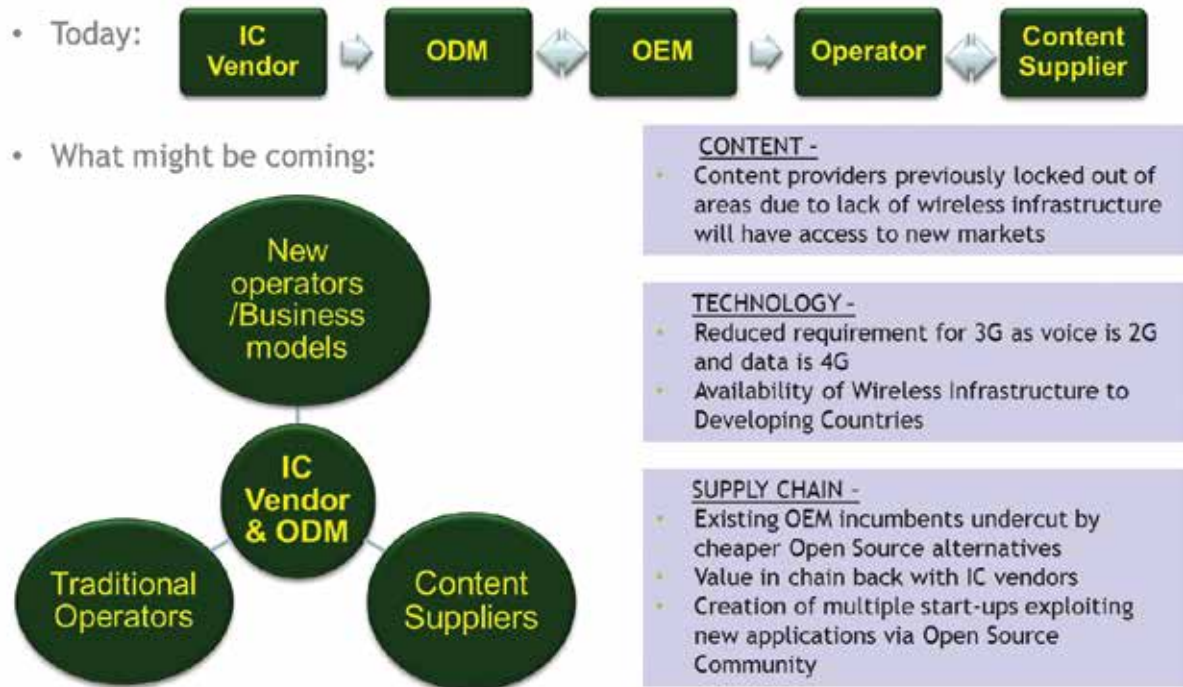 • Today:
IC
Vendor
ODM
OEM
Operator
Content
Supplier
• What might be coming:
New
operators
/Business
models
IC
Vendor
& ODM
Traditional
Operators
Content
Suppliers
CONTENT -
• Content providers previously locked out of
areas due to lack of wireless infrastructure
will have access to new markets
TECHNOLOGY -
• Reduced requirement for 3G as voice is 2G
and data is 4G
• Availability of Wireless Infrastructure to
Developing Countries
SUPPLY CHAIN -
• Existing OEM incumbents undercut by
cheaper Open Source alternatives
• Value in chain back with IC vendors
• Creation of multiple start-ups exploiting
new applications via Open Source
Community